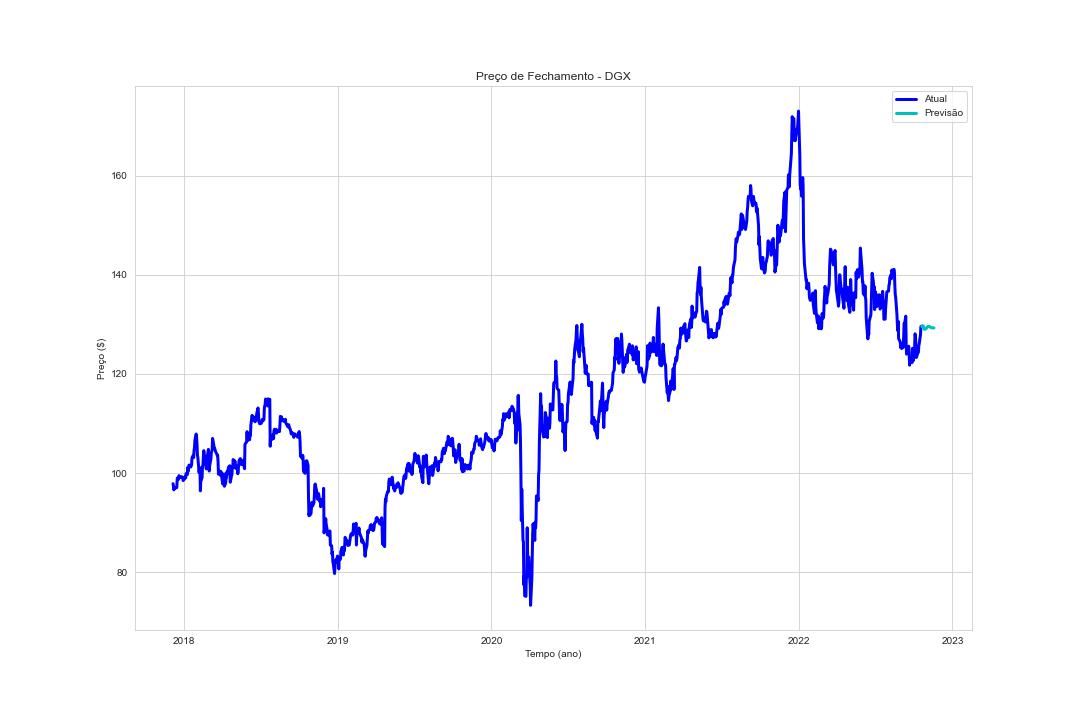 Preço de Fechamento - DGX
Atual
Previsão
160
140
120
100
80
Preço ($)
2018 2019 2020 2021 2022 2023
Tempo (ano)